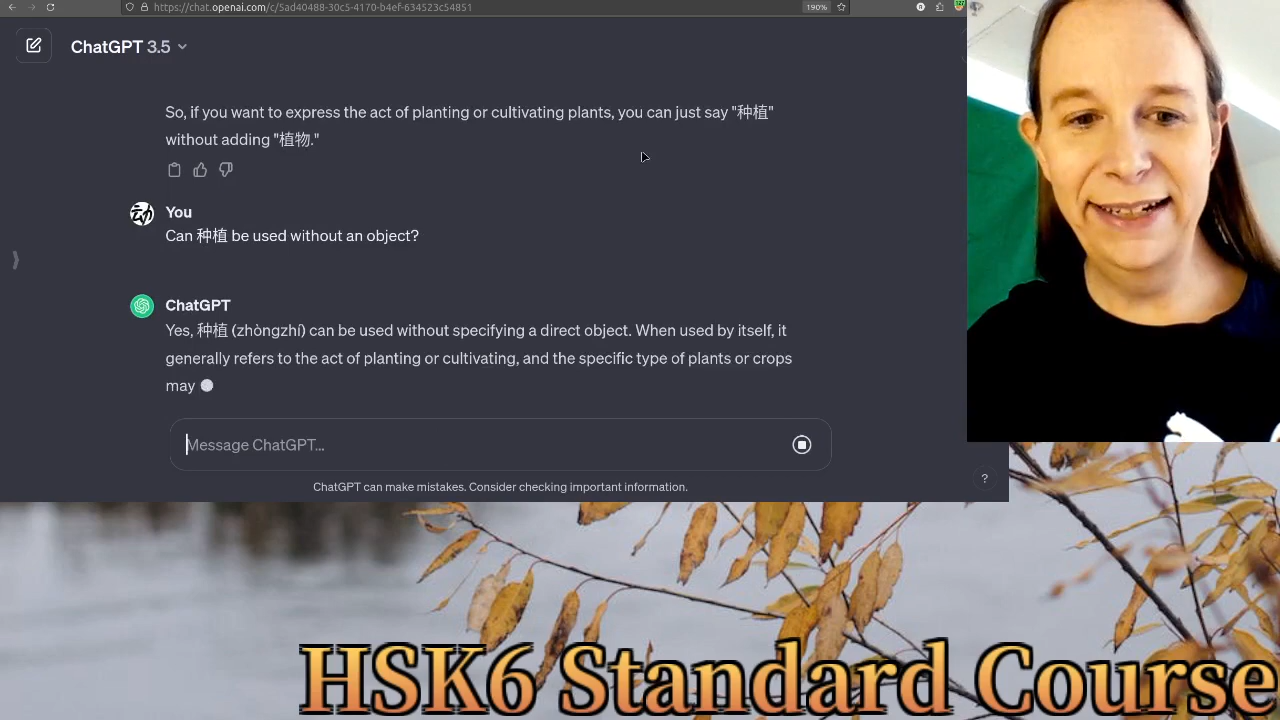 https://chat.openai.com/c/5ad40488-30c5-4170-b4ef-634523c54851
190%
ChatGPT 3.5
So, if you want to express the act of planting or cultivating plants, you can just say "种植"
without adding "植物."
You
Can 种植 be used without an object?
ChatGPT
Yes, 种植 (zhòngzhí) can be used without specifying a direct object. When used by itself, it
generally refers to the act of planting or cultivating, and the specific type of plants or crops
may
Message ChatGPT...
ChatGPT can make mistakes. Consider checking important information.
?
HSK6 Standard Course